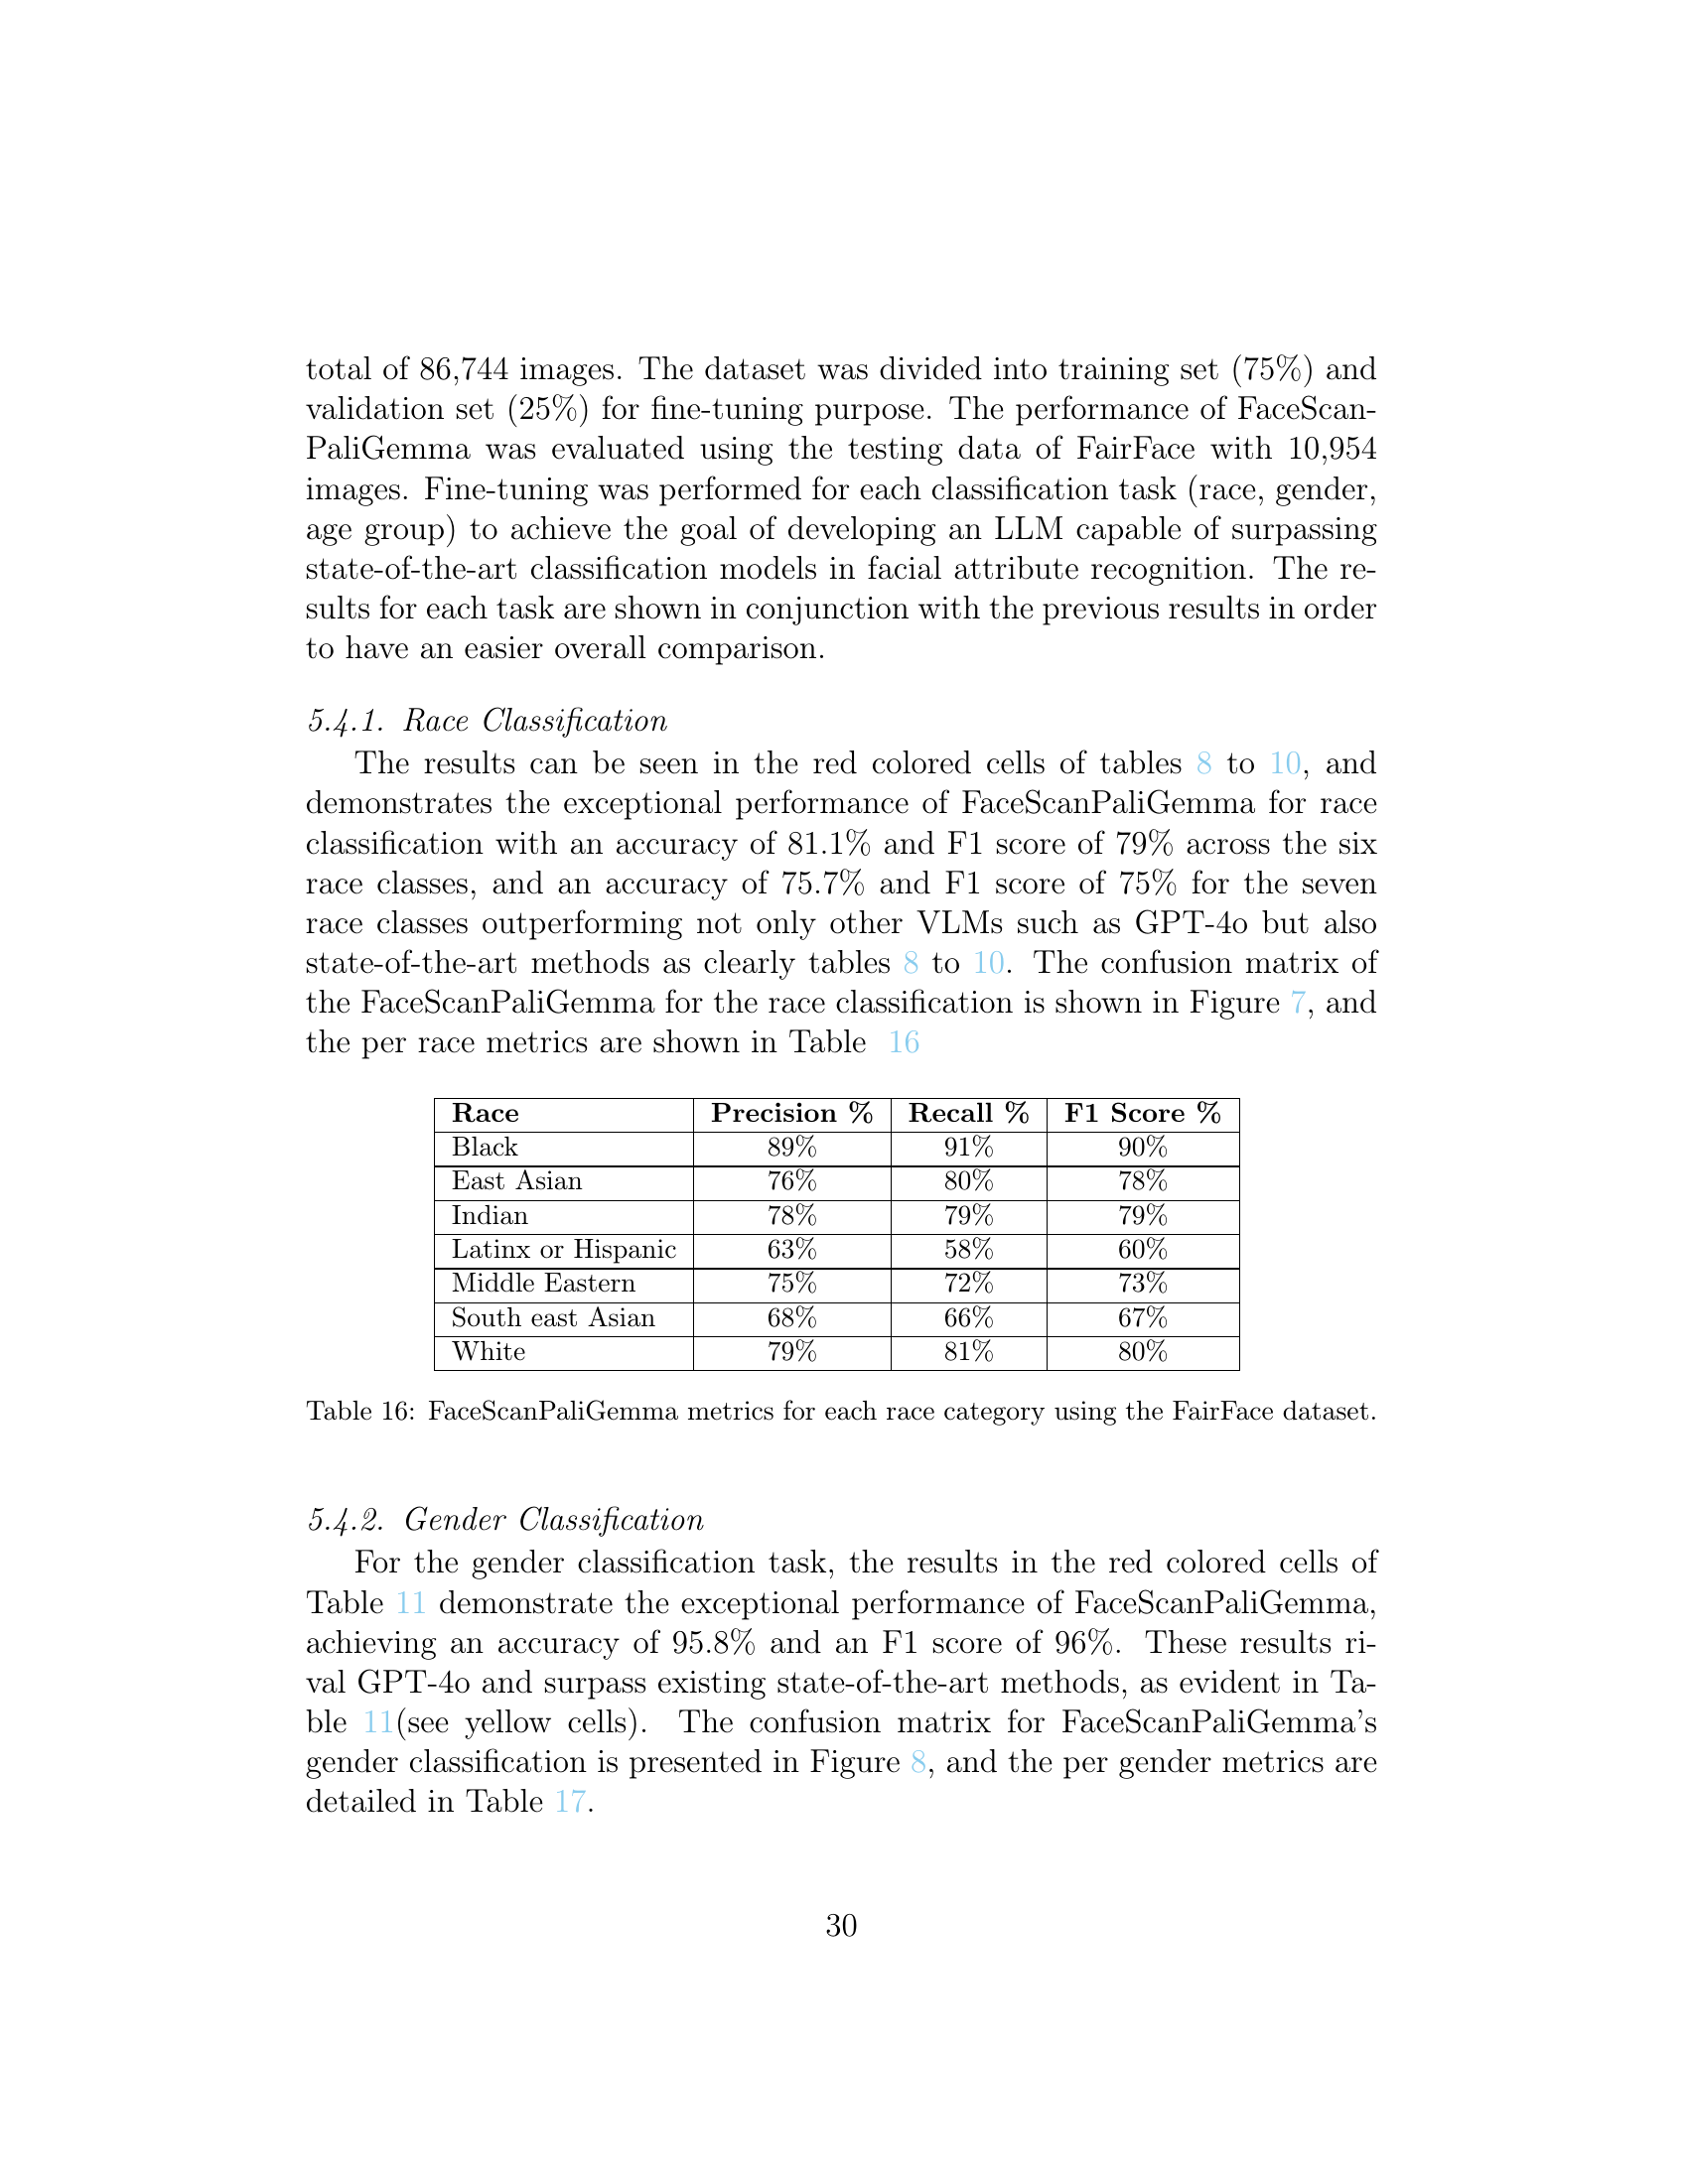 total of 86,744 images. The dataset was divided into training set (75%) and
validation set (25%) for fine-tuning purpose. The performance of FaceScan-
PaliGemma was evaluated using the testing data of FairFace with 10,954
images. Fine-tuning was performed for each classification task (race, gender,
age group) to achieve the goal of developing an LLM capable of surpassing
state-of-the-art classification models in facial attribute recognition. The re-
sults for each task are shown in conjunction with the previous results in order
to have an easier overall comparison.
5.4.1. Race Classification
The results can be seen in the red colored cells of tables 8 to 10, and
demonstrates the exceptional performance of FaceScanPaliGemma for race
classification with an accuracy of 81.1% and F1 score of 79% across the six
race classes, and an accuracy of 75.7% and F1 score of 75% for the seven
race classes outperforming not only other VLMs such as GPT-4o but also
state-of-the-art methods as clearly tables 8 to 10. The confusion matrix of
the FaceScanPaliGemma for the race classification is shown in Figure 7, and
the per race metrics are shown in Table 16
Race Precision % Recall % F1 Score %
Black 89% 91% 90%
East Asian 76% 80% 78%
Indian 78% 79% 79%
Latinx or Hispanic 63% 58% 60%
Middle Eastern 75% 72% 73%
South east Asian 68% 66% 67%
White 79% 81% 80%
Table 16: FaceScanPaliGemma metrics for each race category using the FairFace dataset.
5.4.2. Gender Classification
For the gender classification task, the results in the red colored cells of
Table 11 demonstrate the exceptional performance of FaceScanPaliGemma,
achieving an accuracy of 95.8% and an F1 score of 96%. These results ri-
val GPT-4o and surpass existing state-of-the-art methods, as evident in Ta-
ble 11(see yellow cells). The confusion matrix for FaceScanPaliGemma's
gender classification is presented in Figure 8, and the per gender metrics are
detailed in Table 17.
30